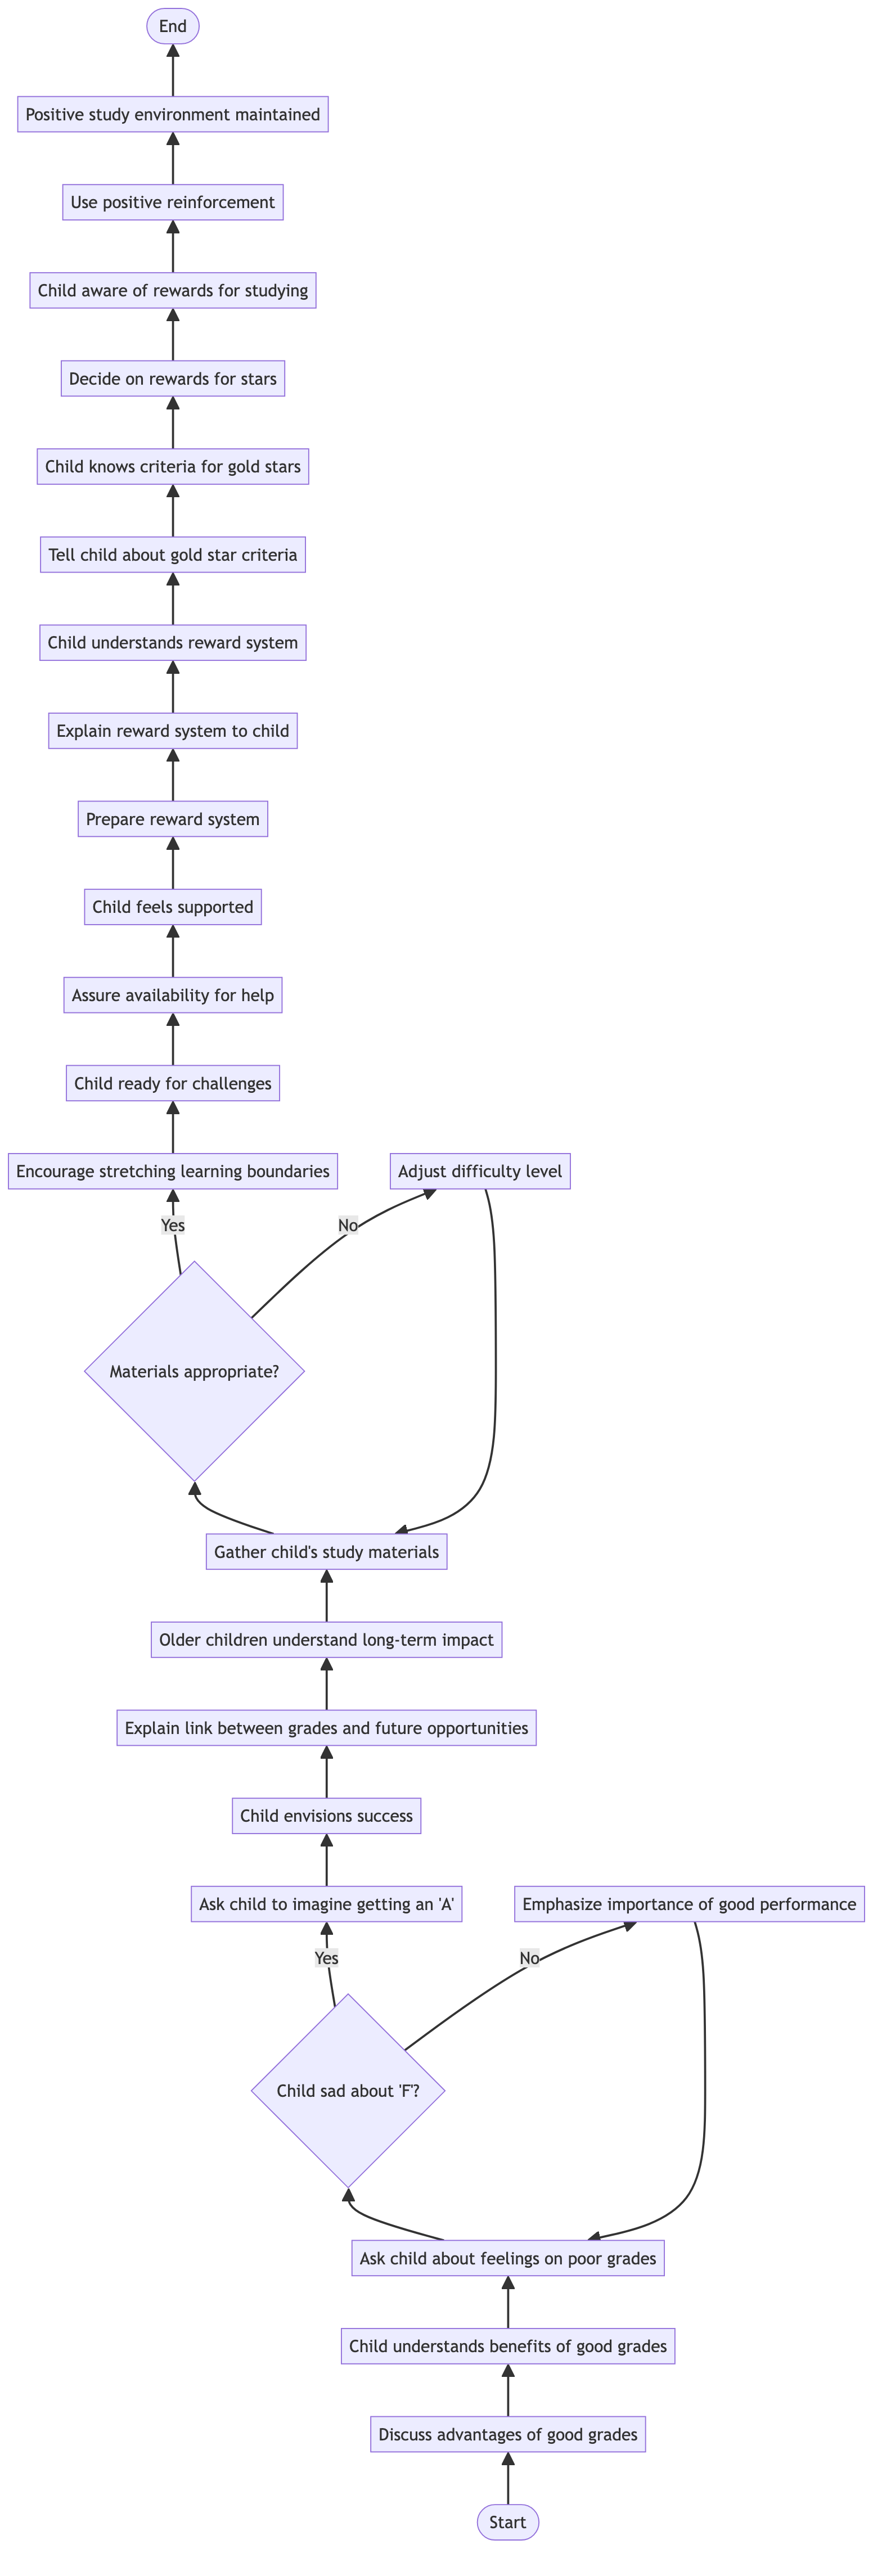 End
Positive study environment maintained
Use positive reinforcement
Child aware of rewards for studying
Decide on rewards for stars
Child knows criteria for gold stars
Tell child about gold star criteria
Child understands reward system
Explain reward system to child
Prepare reward system
Child feels supported
Assure availability for help
Child ready for challenges
Encourage stretching learning boundaries
Adjust difficulty level
Yes
No
Materials appropriate?
Gather child's study materials
Older children understand long-term impact
Explain link between grades and future opportunities
Child envisions success
Ask child to imagine getting an 'A'
Emphasize importance of good performance
Yes
No
Child sad about 'F'?
Ask child about feelings on poor grades
Child understands benefits of good grades
Discuss advantages of good grades
Start